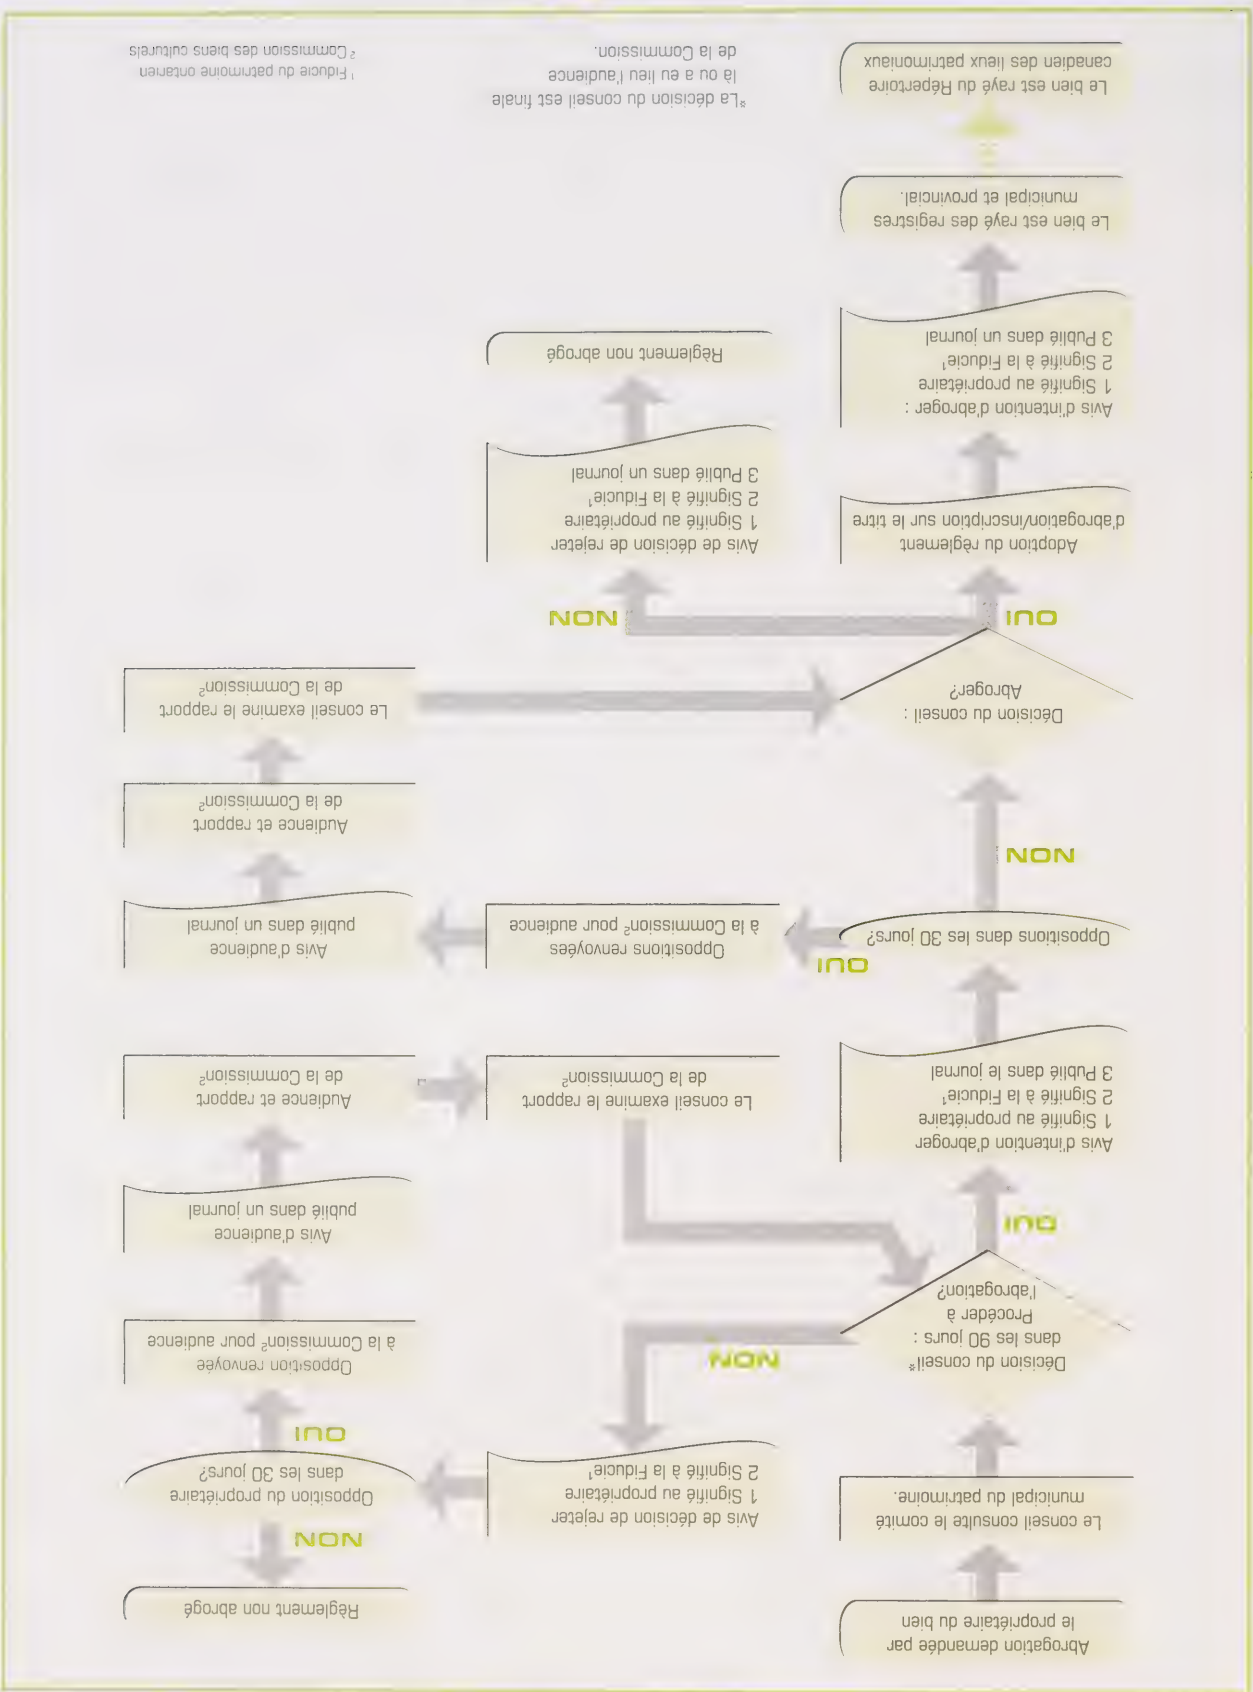 Abrogation demandée par
le propriétaire du bien
Règlement non abrogé
NON
Le conseil consulte le comité
municipal du patrimoine.
Avis de décision de rejeter
1 Signifié au propriétaire
2 Signifié à la Fiducie¹
Opposition du propriétaire
dans les 30 jours?
OUI
Décision du conseil*
dans les 90 jours :
Procéder à
l'abrogation?
NON
Opposition renvoyée
à la Commission² pour audience
OUI
Avis d'audience
publié dans un journal
Avis d'intention d'abroger
1 Signifié au propriétaire
2 Signifié à la Fiducie¹
3 Publié dans le journal
Le conseil examine le rapport
de la Commission²
Audience et rapport
de la Commission²
Oppositions dans les 30 jours?
OUI
Oppositions renvoyées
à la Commission² pour audience
Avis d'audience
publié dans un journal
NON
Audience et rapport
de la Commission²
Décision du conseil :
Abroger?
Le conseil examine le rapport
de la Commission²
OUI
NON
Adoption du règlement
d'abrogation/inscription sur le titre
Avis de décision de rejeter
1 Signifié au propriétaire
2 Signifié à la Fiducie¹
3 Publié dans un journal
Avis d'intention d'abroger :
1 Signifié au propriétaire
2 Signifié à la Fiducie¹
3 Publié dans un journal
Règlement non abrogé
Le bien est rayé des registres
municipal et provincial.
Le bien est rayé du Répertoire
canadien des lieux patrimoniaux
*La décision du conseil est finale
là ou a eu lieu l'audience
de la Commission.
¹ Fiducie du patrimoine ontarien
² Commission des biens culturels